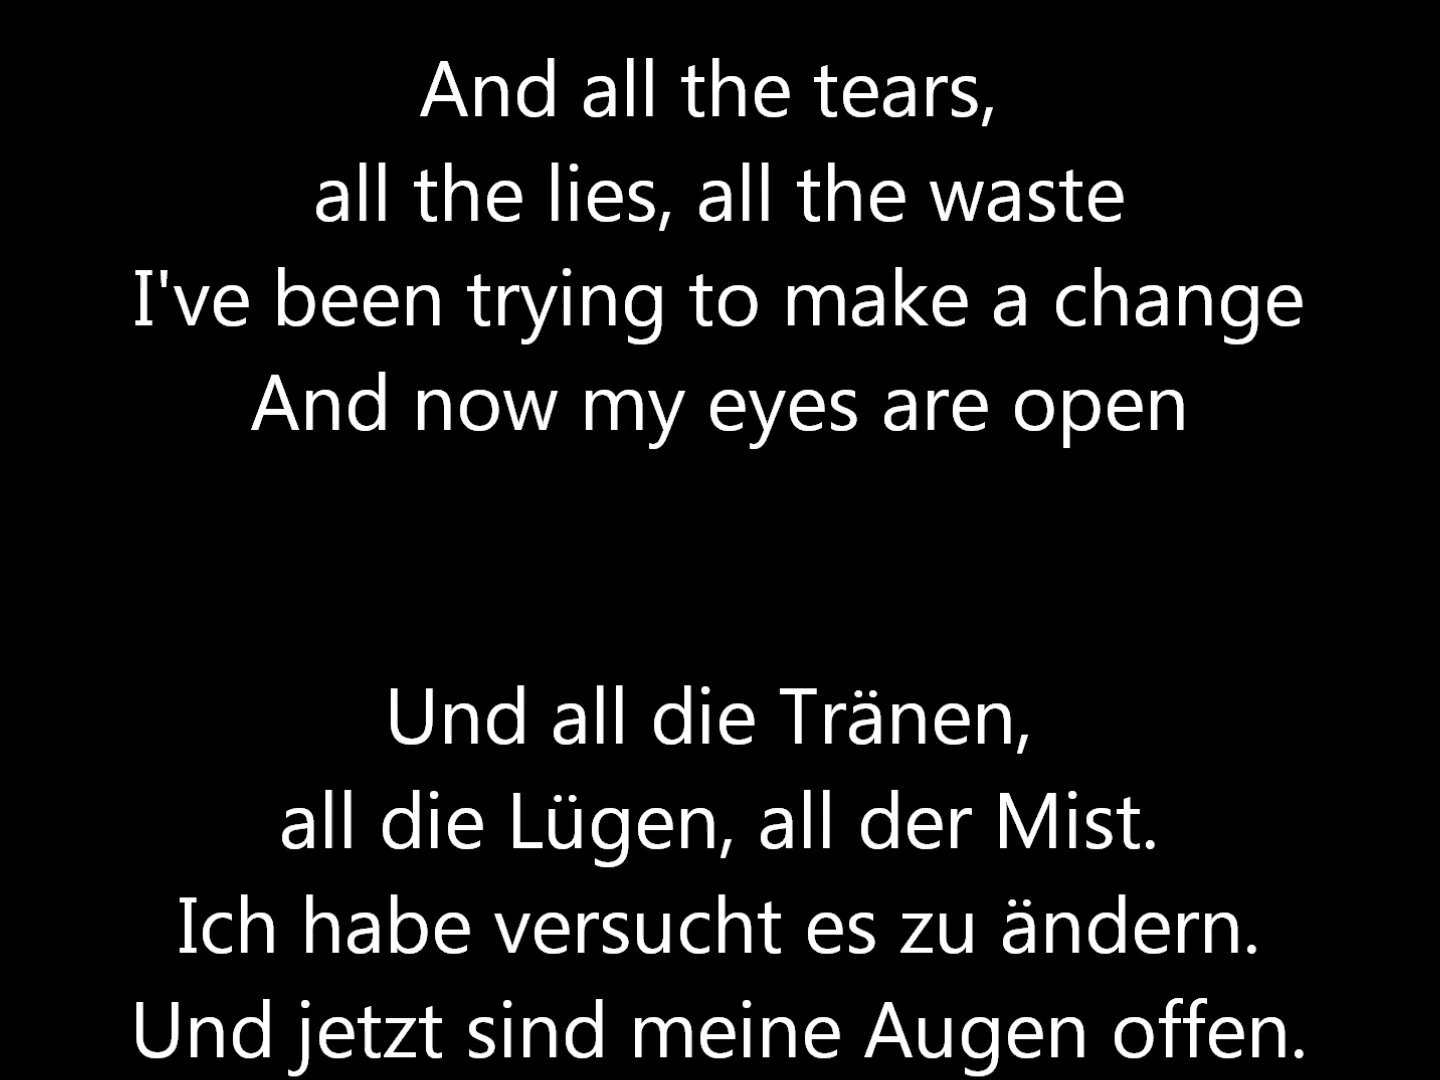 And all the tears,
all the lies, all the waste
I've been trying to make a change
And now my eyes are open
Und all die Tränen,
all die Lügen, all der Mist.
Ich habe versucht es zu ändern.
Und jetzt sind meine Augen offen.